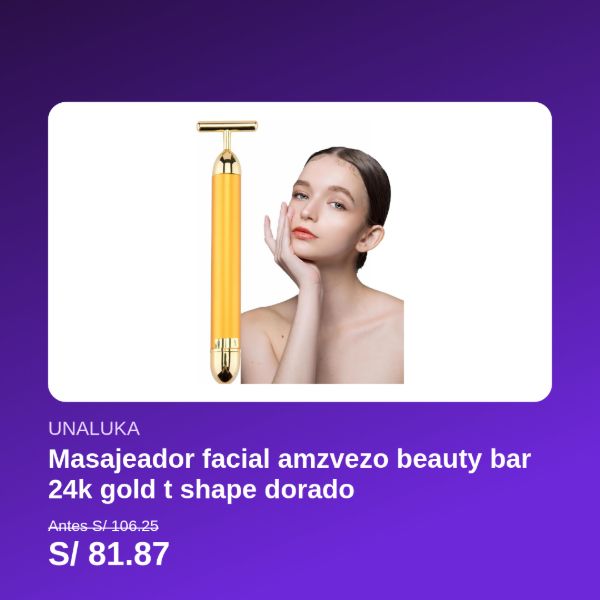 UNALUKA
Masajeador facial amzvezo beauty bar
24k gold t shape dorado
Antes S/ 106.25
S/ 81.87